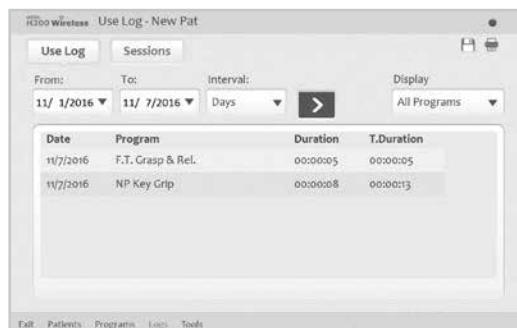 H200 Wireless Use Log - New Pat
Use Log Sessions
From: To: Interval: Display
11/ 1/2016 11/ 7/2016 Days All Programs
Date Program Duration T.Duration
11/7/2016 F.T. Grasp & Rel. 00:00:05 00:00:05
11/7/2016 NP Key Grip 00:00:08 00:00:13
Exit Patients Programs Logs Tools